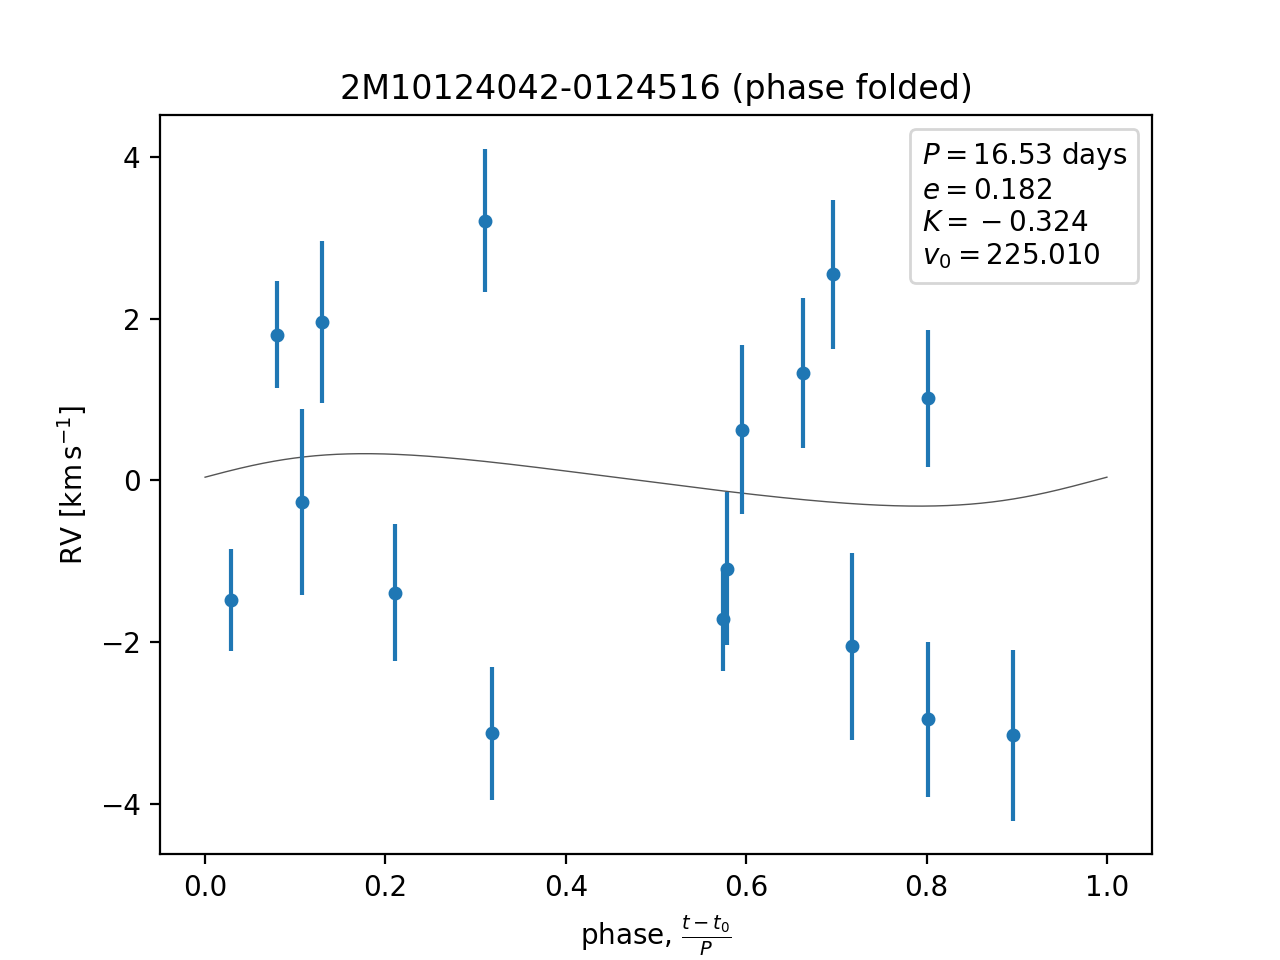 2M10124042-0124516 (phase folded)
P = 16.53 days
e = 0.182
K = −0.324
v₀ = 225.010
4
2
0
−2
−4
RV [km s⁻¹]
0.0 0.2 0.4 0.6 0.8 1.0
phase, (t − t₀)/P